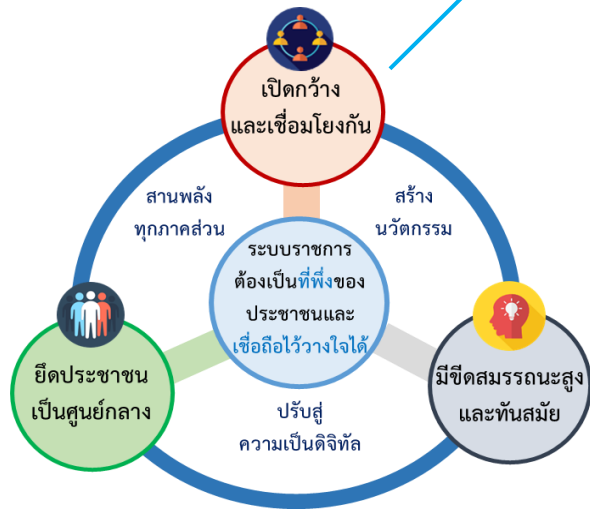 เปิดกว้าง
และเชื่อมโยงกัน
สานพลัง
ทุกภาคส่วน
สร้าง
นวัตกรรม
ระบบราชการ
ต้องเป็นที่พึ่งของ
ประชาชนและ
เชื่อถือไว้วางใจได้
ยึดประชาชน
เป็นศูนย์กลาง
มีขีดสมรรถนะสูง
และทันสมัย
ปรับสู่
ความเป็นดิจิทัล